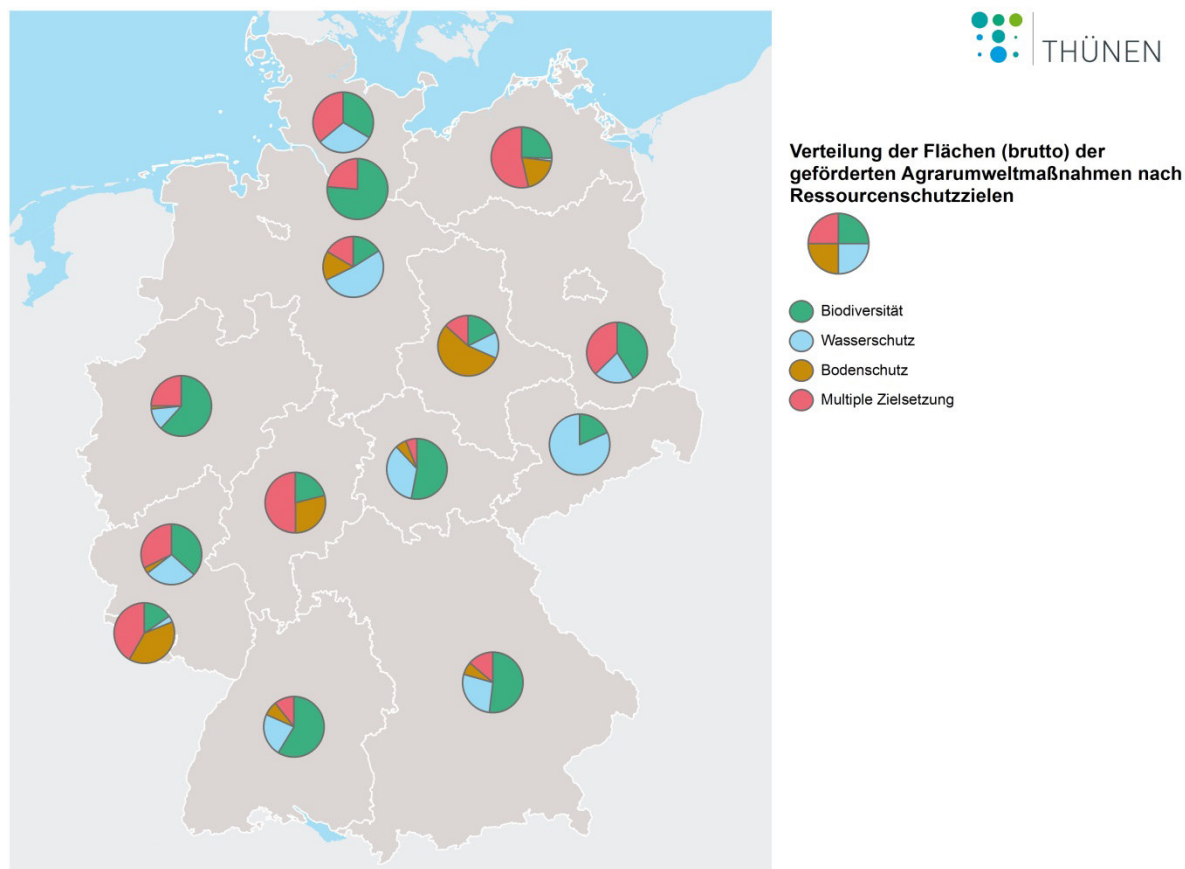 THÜNEN
Verteilung der Flächen (brutto) der
geförderten Agrarumweltmaßnahmen nach
Ressourcenschutzzielen
Biodiversität
Wasserschutz
Bodenschutz
Multiple Zielsetzung